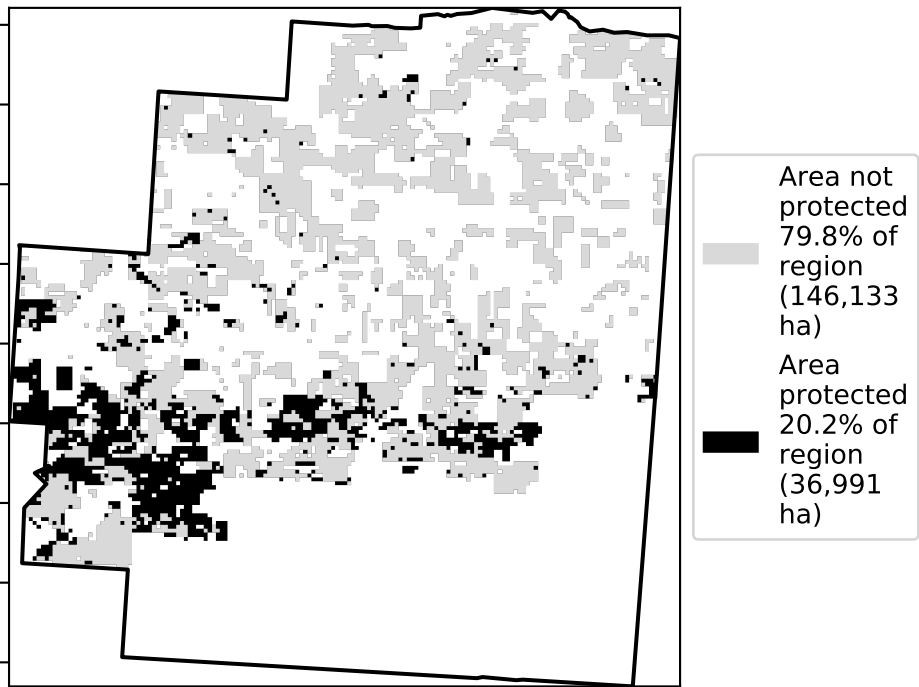 Area not
protected
79.8% of
region
(146,133
ha)
Area
protected
20.2% of
region
(36,991
ha)